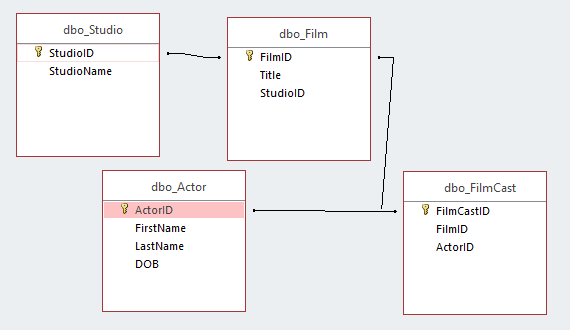 dbo_Studio
StudioID
StudioName
dbo_Film
FilmID
Title
StudioID
dbo_Actor
ActorID
FirstName
LastName
DOB
dbo_FilmCast
FilmCastID
FilmID
ActorID